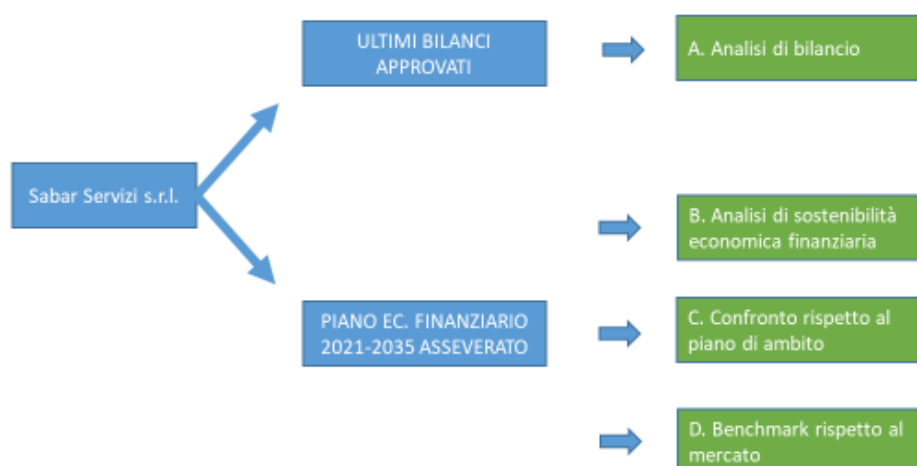 ULTIMI BILANCI
APPROVATI
A. Analisi di bilancio
Sabar Servizi s.r.l.
B. Analisi di sostenibilità
economica finanziaria
PIANO EC. FINANZIARIO
2021-2035 ASSEVERATO
C. Confronto rispetto al
piano di ambito
D. Benchmark rispetto al
mercato